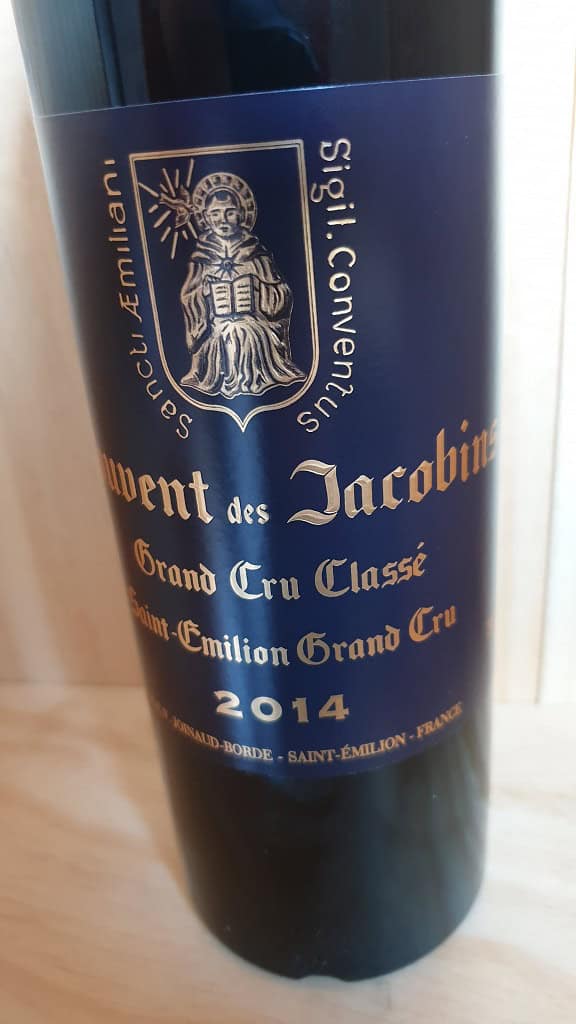 Sancti Æmiliani
Sigil. Conventus
ouvent des Jacobins
Grand Cru Classé
Saint-Emilion Grand Cru
2014
JOINAUD-BORDE - SAINT-ÉMILION - FRANCE